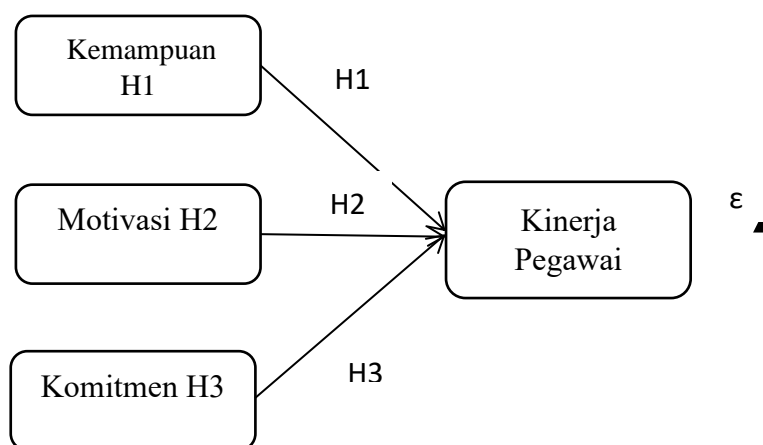 Kemampuan
H1
H1
Motivasi H2
H2
Kinerja
Pegawai
ε
Komitmen H3
H3